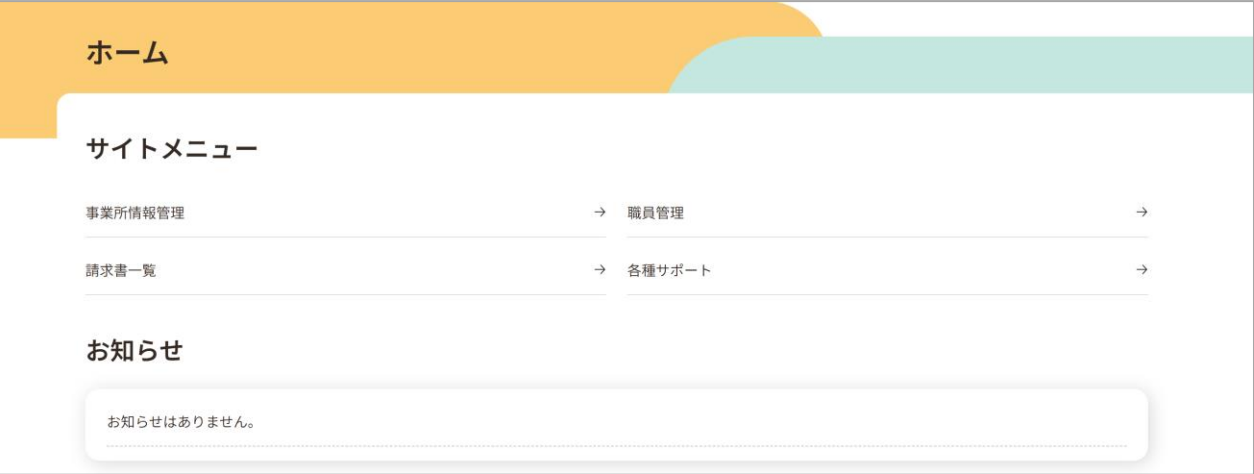 ホーム
サイトメニュー
事業所情報管理 →
職員管理 →
請求書一覧 →
各種サポート →
お知らせ
お知らせはありません。